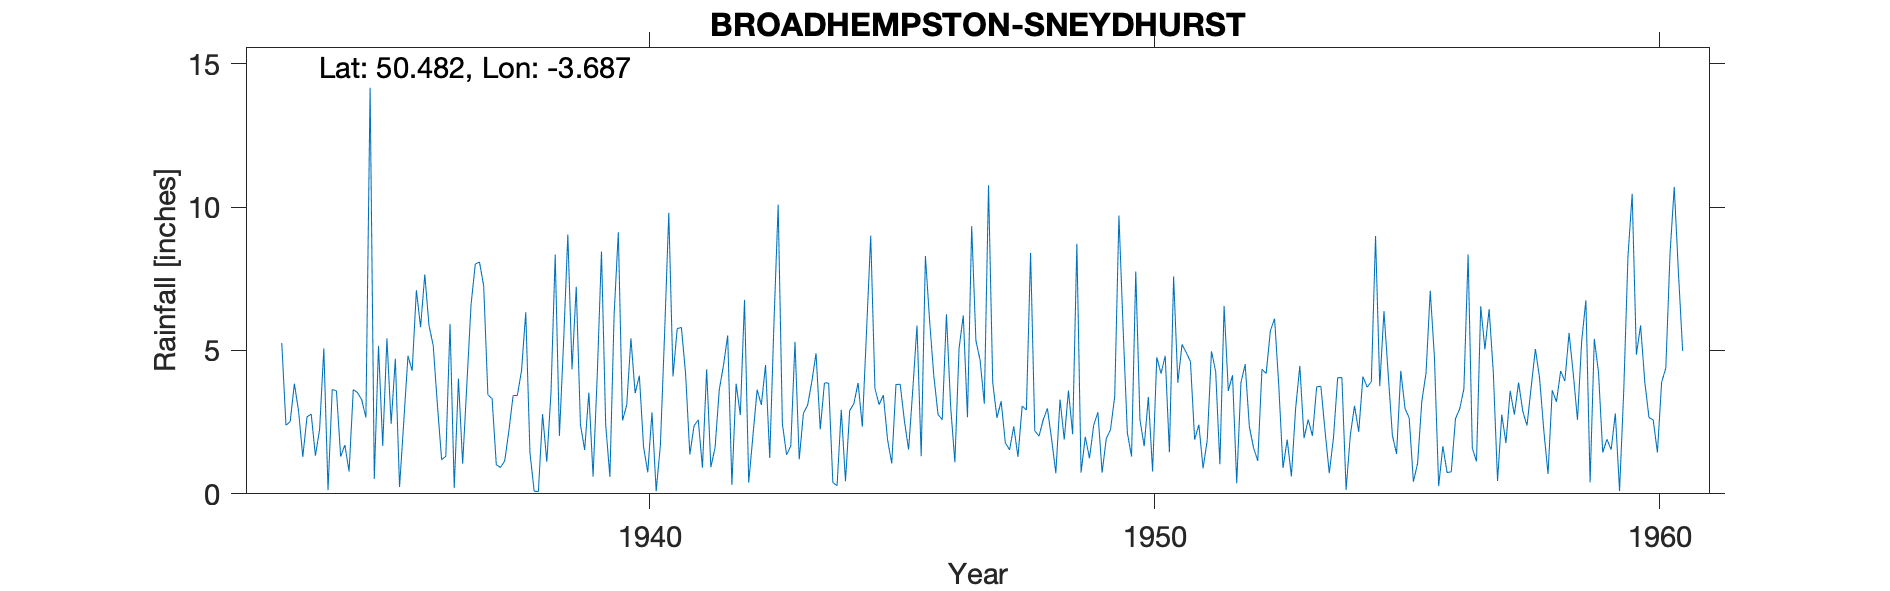 BROADHEMPSTON-SNEYDHURST
Lat: 50.482, Lon: -3.687
15
10
5
0
Rainfall [inches]
1940
1950
1960
Year